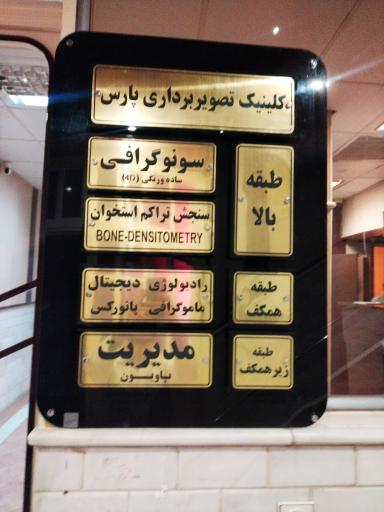 کلینیک تصویربرداری پارس
طبقه
بالا
سونوگرافی
ساده ورنگی (4D)
سنجش تراکم استخوان
BONE-DENSITOMETRY
طبقه
همکف
رادیولوژی دیجیتال
ماموگرافی پانورکس
طبقه
زیرهمکف
مدیریت
پاویون